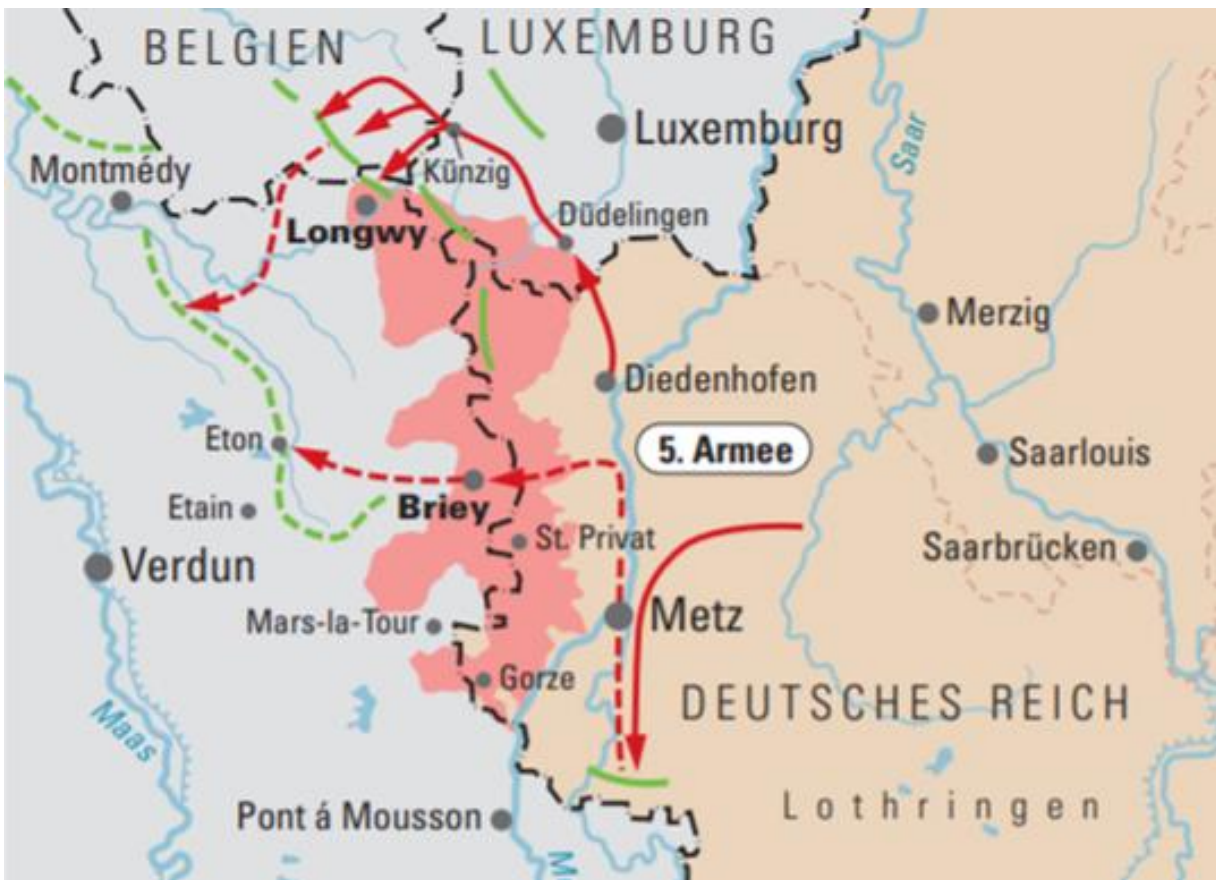 BELGIEN
LUXEMBURG
Luxemburg
Saar
Montmédy
Künzig
Longwy
Düdelingen
Merzig
Diedenhofen
5. Armee
Eton
Saarlouis
Etain
Briey
St. Privat
Saarbrücken
Verdun
Mars-la-Tour
Metz
Gorze
DEUTSCHES REICH
Maas
Lothringen
Pont á Mousson